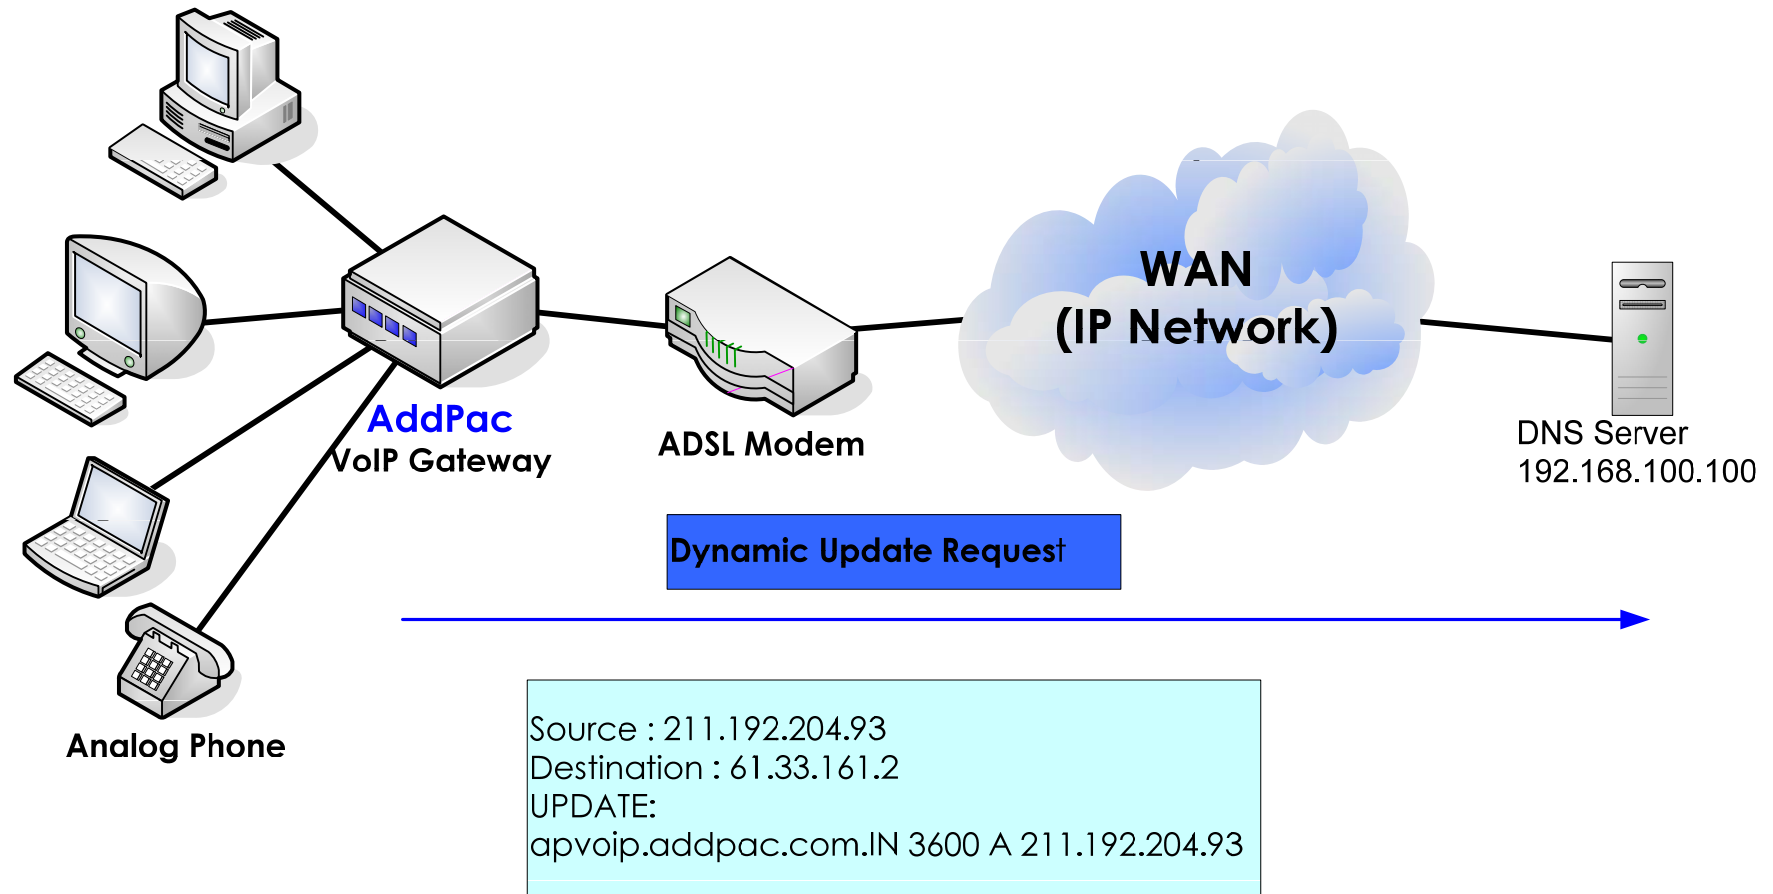 WAN
(IP Network)
AddPac
VoIP Gateway
ADSL Modem
DNS Server
192.168.100.100
Dynamic Update Request
Analog Phone
Source : 211.192.204.93
Destination : 61.33.161.2
UPDATE:
apvoip.addpac.com.IN 3600 A 211.192.204.93